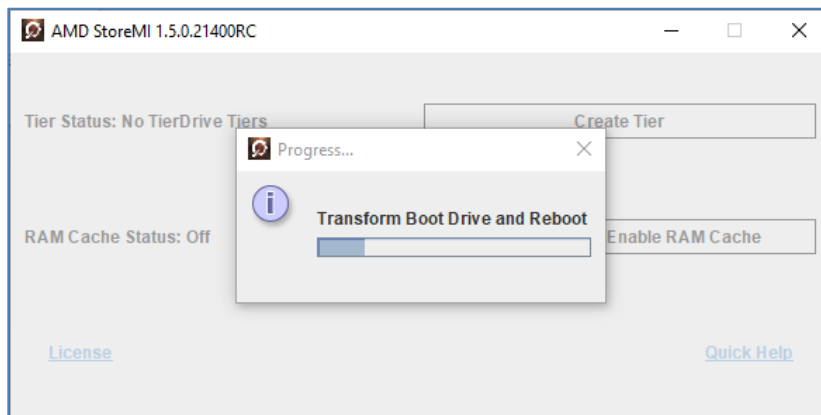 AMD StoreMI 1.5.0.21400RC
Tier Status: No TierDrive Tiers
Create Tier
Progress...
Transform Boot Drive and Reboot
RAM Cache Status: Off
Enable RAM Cache
License
Quick Help